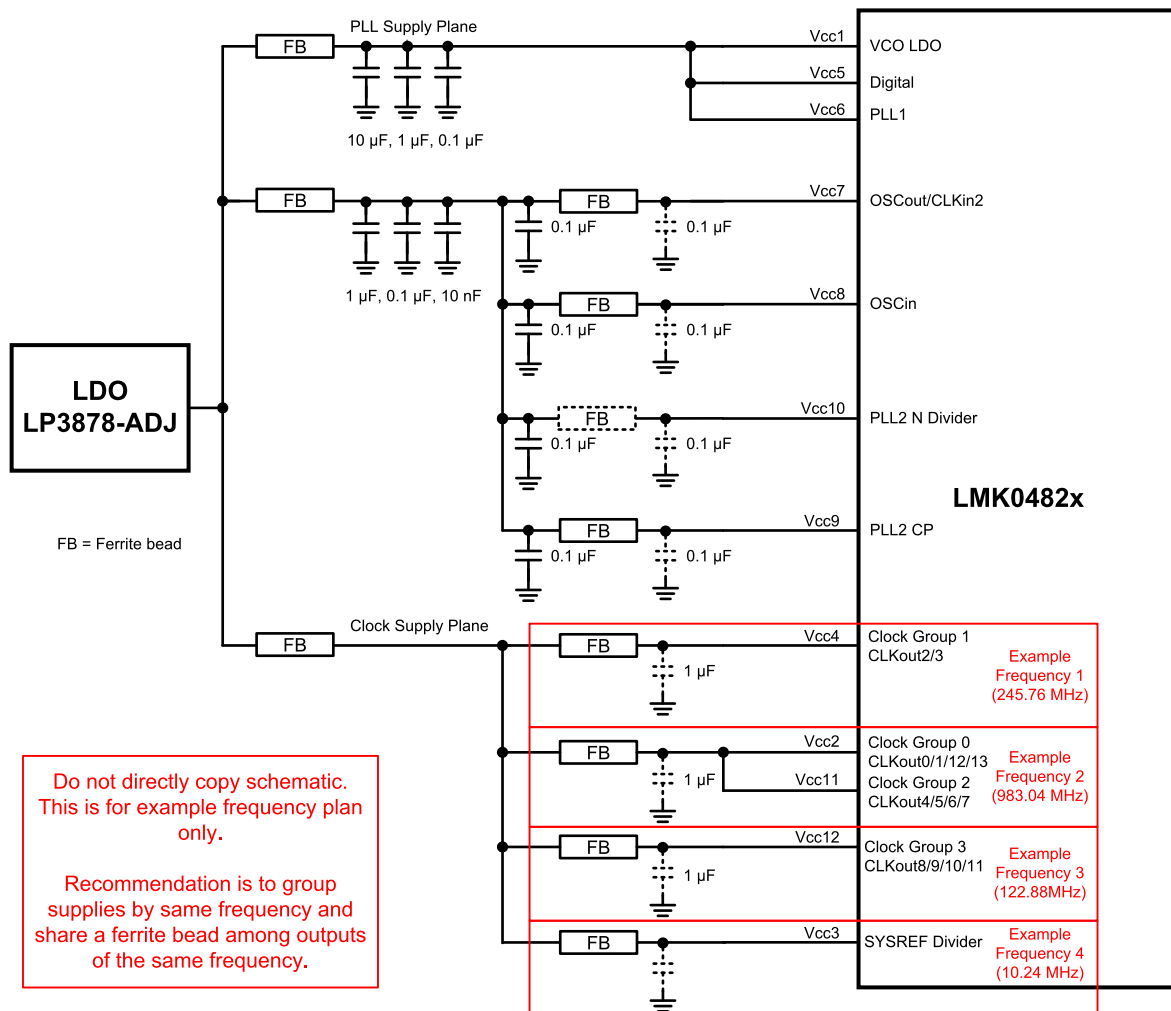 PLL Supply Plane
FB
Vcc1
VCO LDO
Vcc5
Digital
Vcc6
PLL1
10 µF, 1 µF, 0.1 µF
FB
FB
Vcc7
OSCout/CLKin2
0.1 µF
0.1 µF
1 µF, 0.1 µF, 10 nF
FB
Vcc8
OSCin
0.1 µF
0.1 µF
LDO
LP3878-ADJ
FB
Vcc10
PLL2 N Divider
0.1 µF
0.1 µF
LMK0482x
FB
Vcc9
PLL2 CP
0.1 µF
0.1 µF
FB = Ferrite bead
Clock Supply Plane
FB
FB
Vcc4
Clock Group 1
CLKout2/3
1 µF
Example
Frequency 1
(245.76 MHz)
FB
Vcc2
Clock Group 0
CLKout0/1/12/13
1 µF
Vcc11
Clock Group 2
CLKout4/5/6/7
Example
Frequency 2
(983.04 MHz)
FB
Vcc12
Clock Group 3
CLKout8/9/10/11
1 µF
Example
Frequency 3
(122.88MHz)
FB
Vcc3
SYSREF Divider
Example
Frequency 4
(10.24 MHz)
Do not directly copy schematic.
This is for example frequency plan
only.
Recommendation is to group
supplies by same frequency and
share a ferrite bead among outputs
of the same frequency.